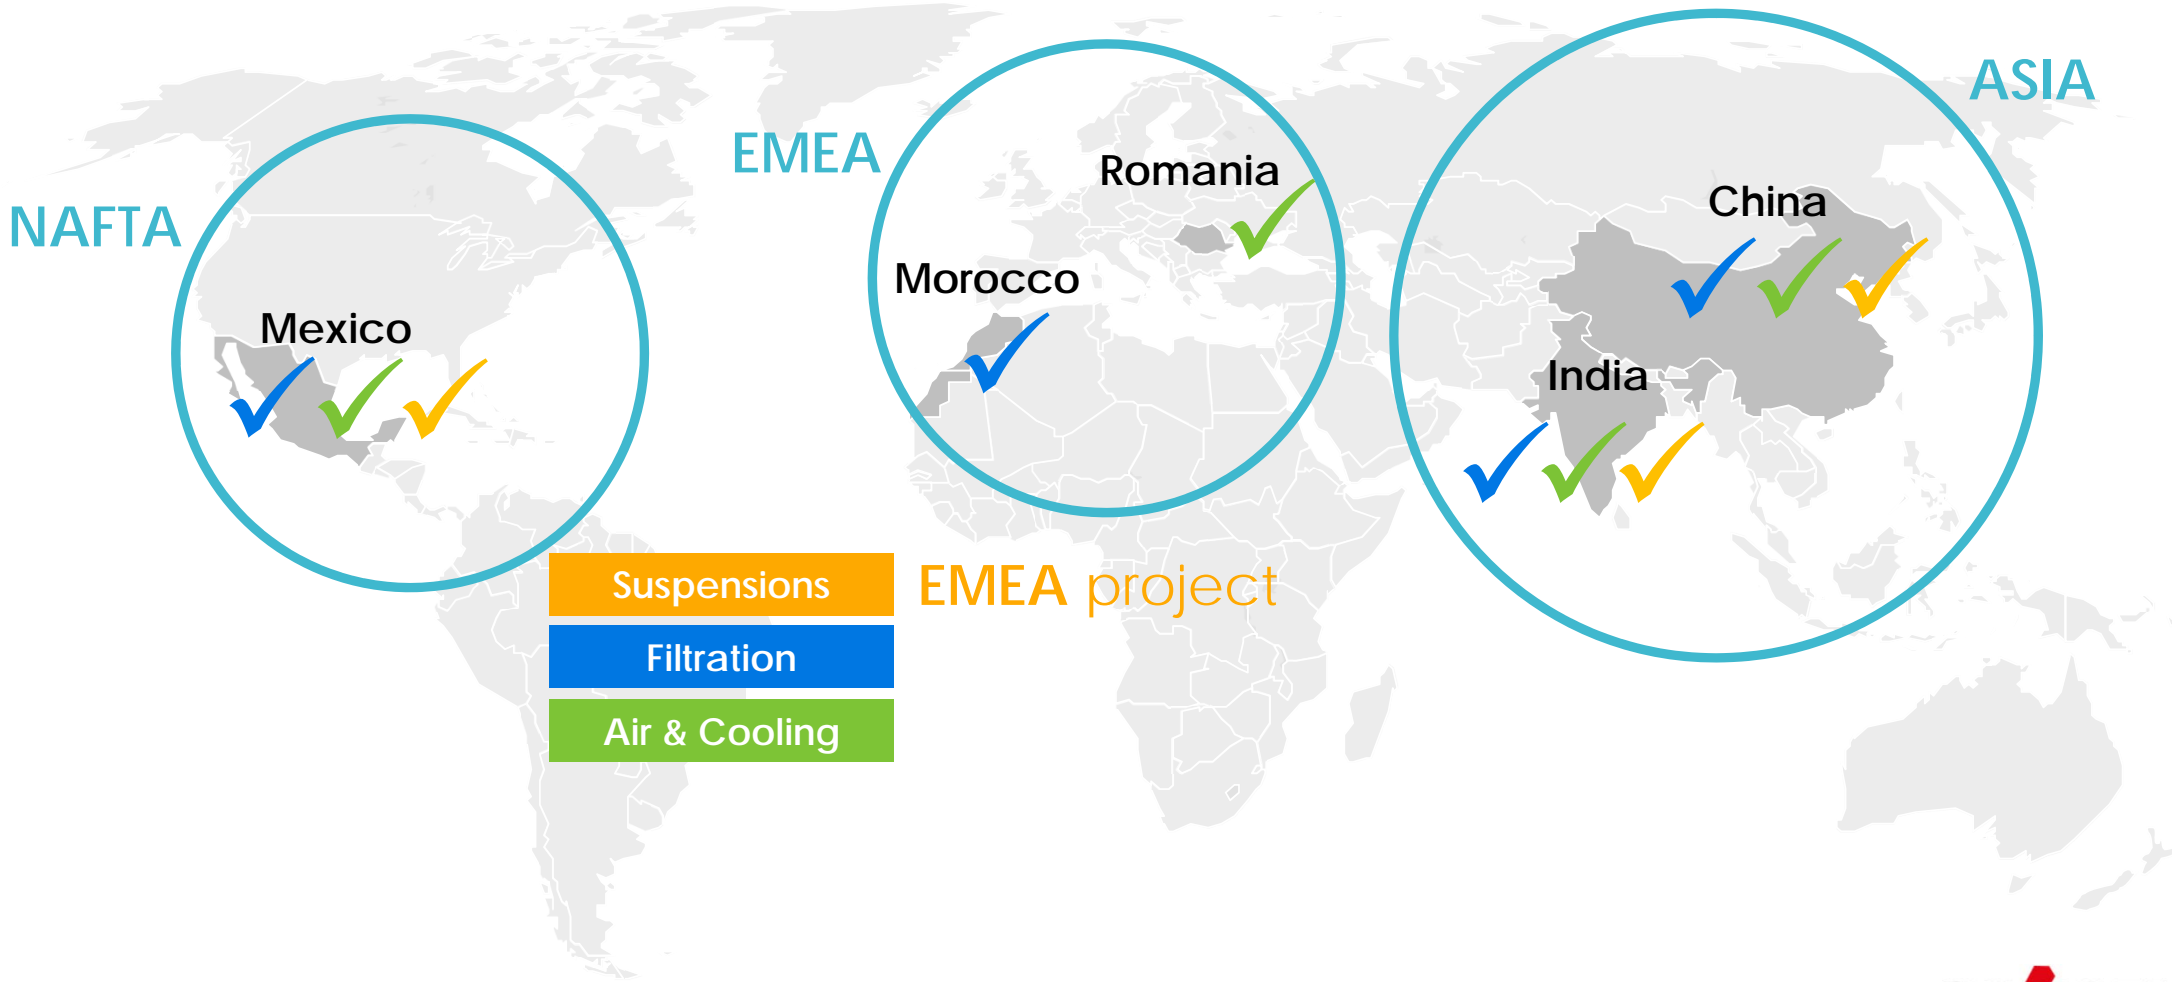 ASIA
EMEA
Romania
China
NAFTA
Morocco
Mexico
India
Suspensions
EMEA project
Filtration
Air & Cooling